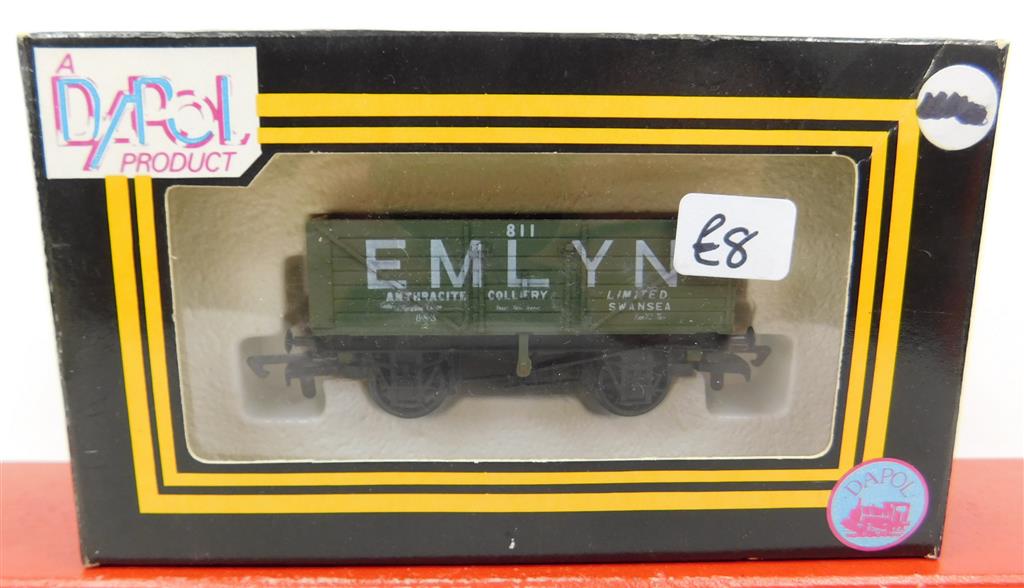 A
DAPOL
PRODUCT
811
EMLYN
£8
ANTHRACITE COLLIERY LIMITED
SWANSEA
DAPOL